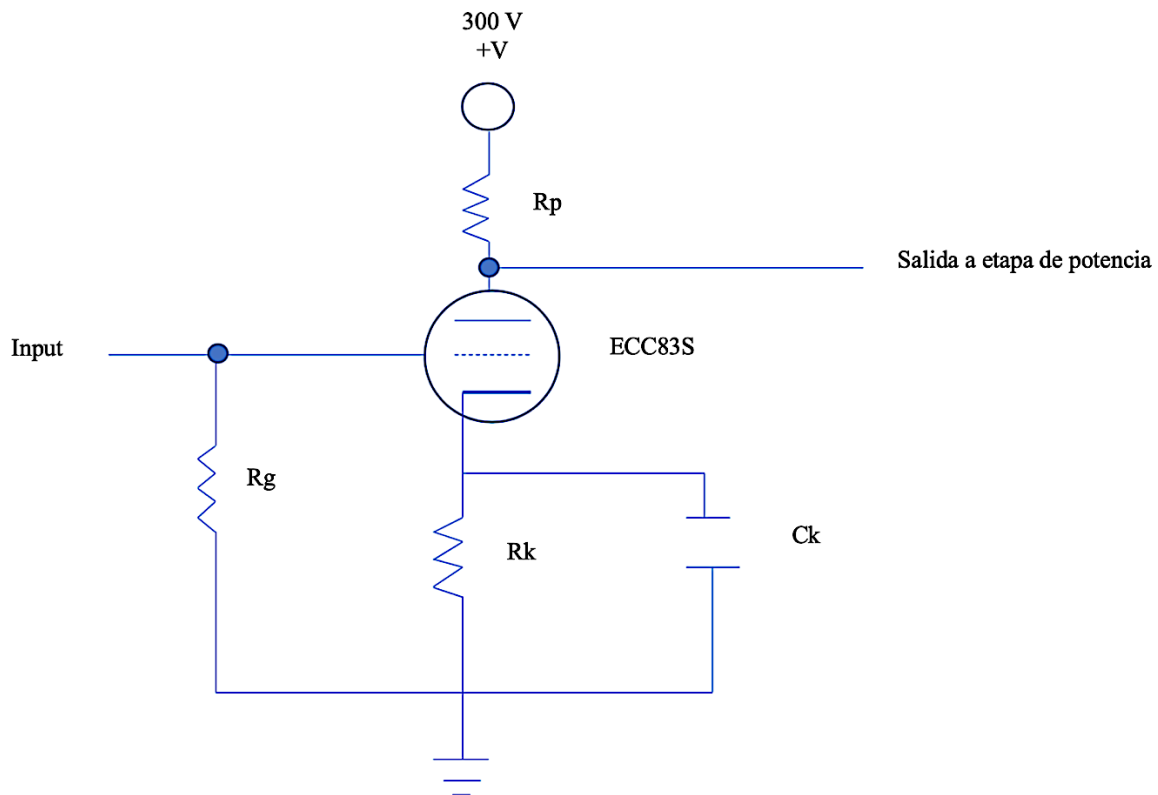 300 V
+V
Rp
Salida a etapa de potencia
Input
ECC83S
Rg
Rk
Ck